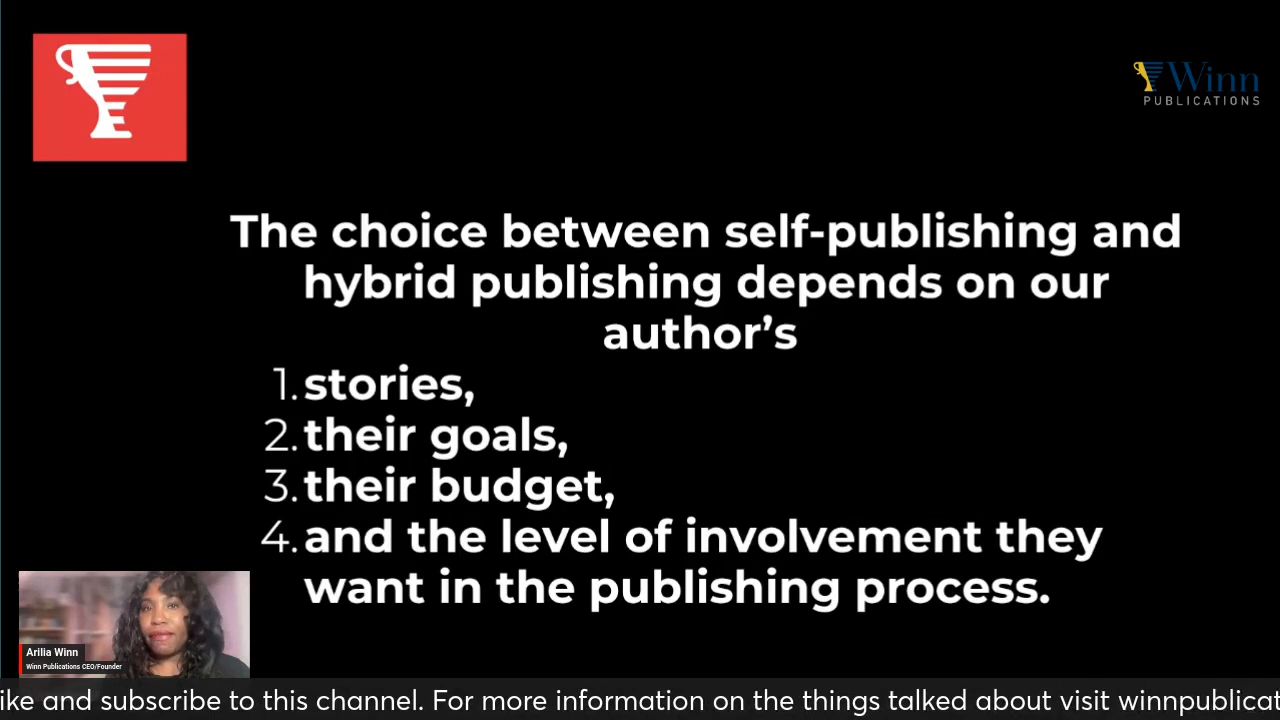 Winn
PUBLICATIONS
The choice between self-publishing and
hybrid publishing depends on our
author’s
1. stories,
2. their goals,
3. their budget,
4. and the level of involvement they
want in the publishing process.
Arilia Winn
Winn Publications CEO/Founder
ike and subscribe to this channel. For more information on the things talked about visit winnpublicat